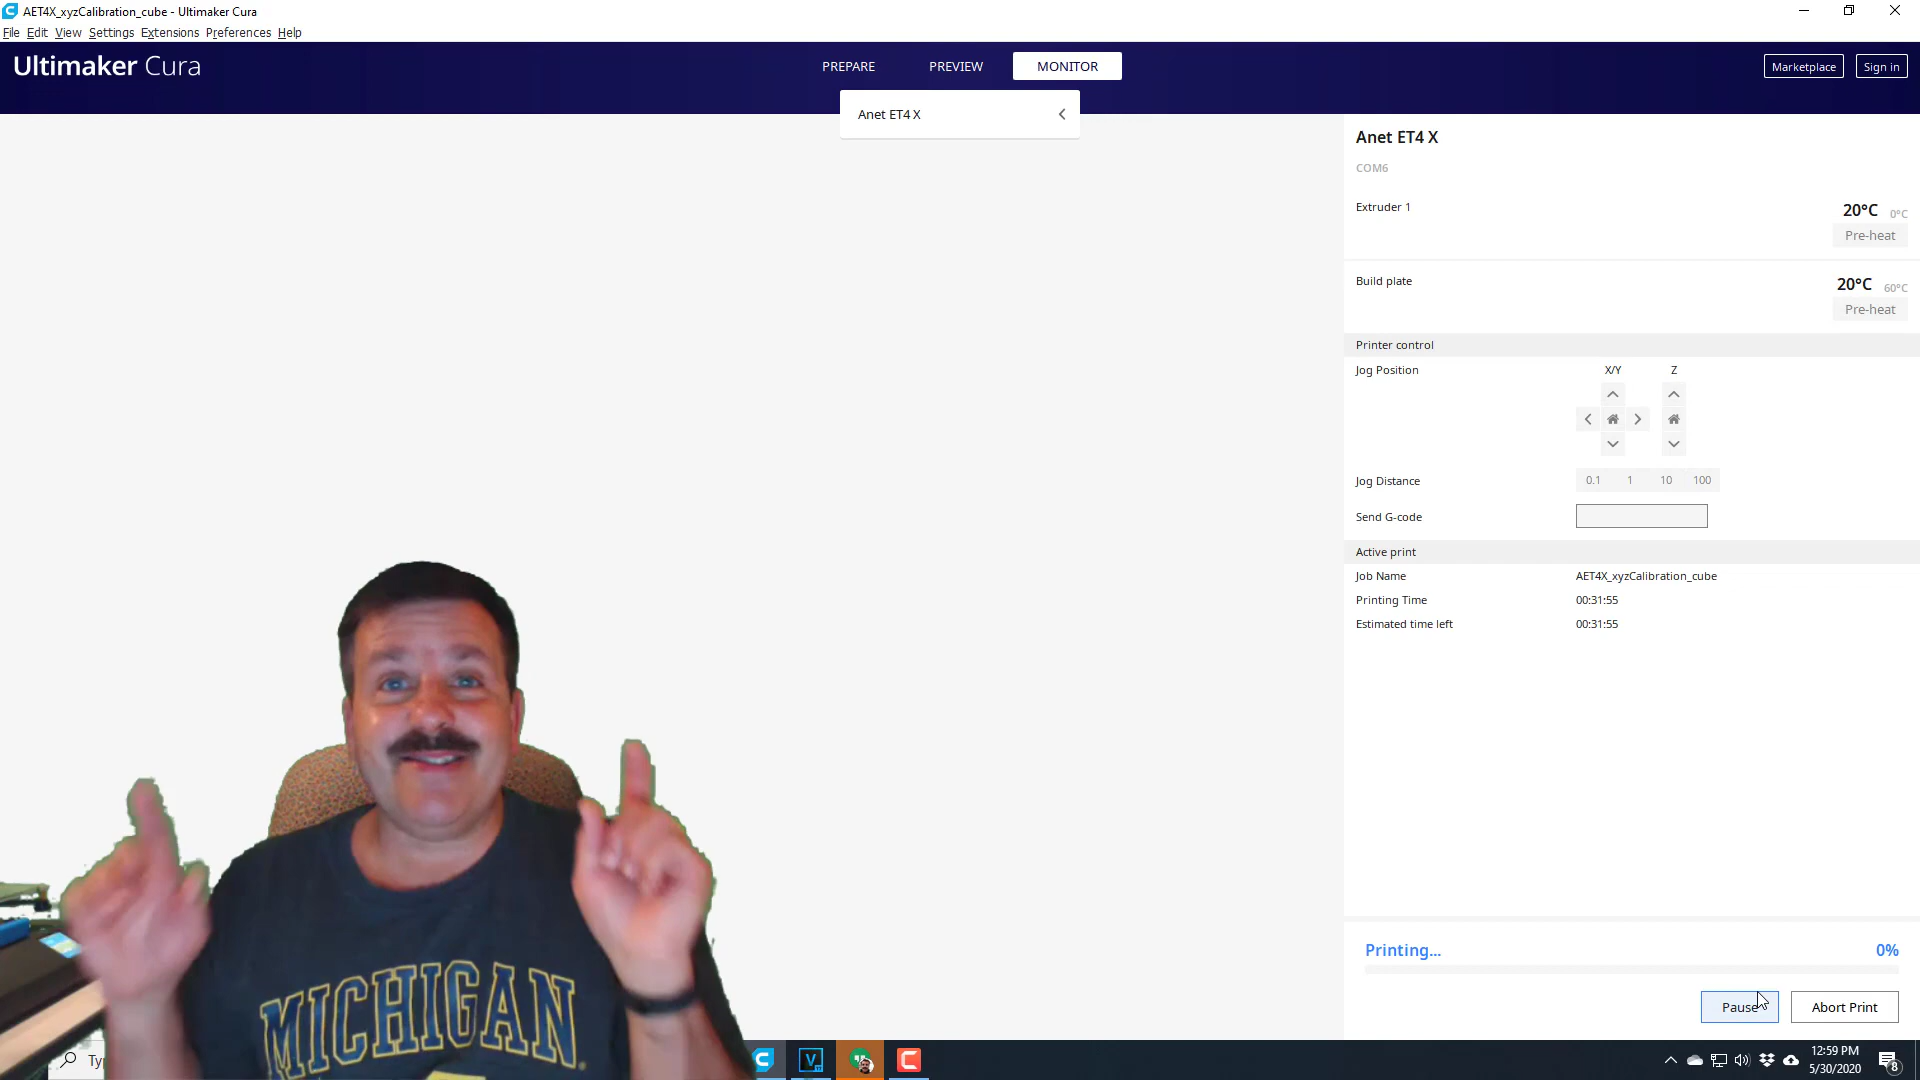 AET4X_xyzCalibration_cube - Ultimaker Cura
File Edit View Settings Extensions Preferences Help
Ultimaker Cura
PREPARE PREVIEW MONITOR
Marketplace Sign in
Anet ET4 X
Anet ET4 X
COM6
Extruder 1
20°C 0°C
Pre-heat
Build plate
20°C 60°C
Pre-heat
Printer control
Jog Position
X/Y Z
Jog Distance
0.1 1 10 100
Send G-code
Active print
Job Name AET4X_xyzCalibration_cube
Printing Time 00:31:55
Estimated time left 00:31:55
Printing... 0%
Pause Abort Print
MICHIGAN
12:59 PM
5/30/2020
8